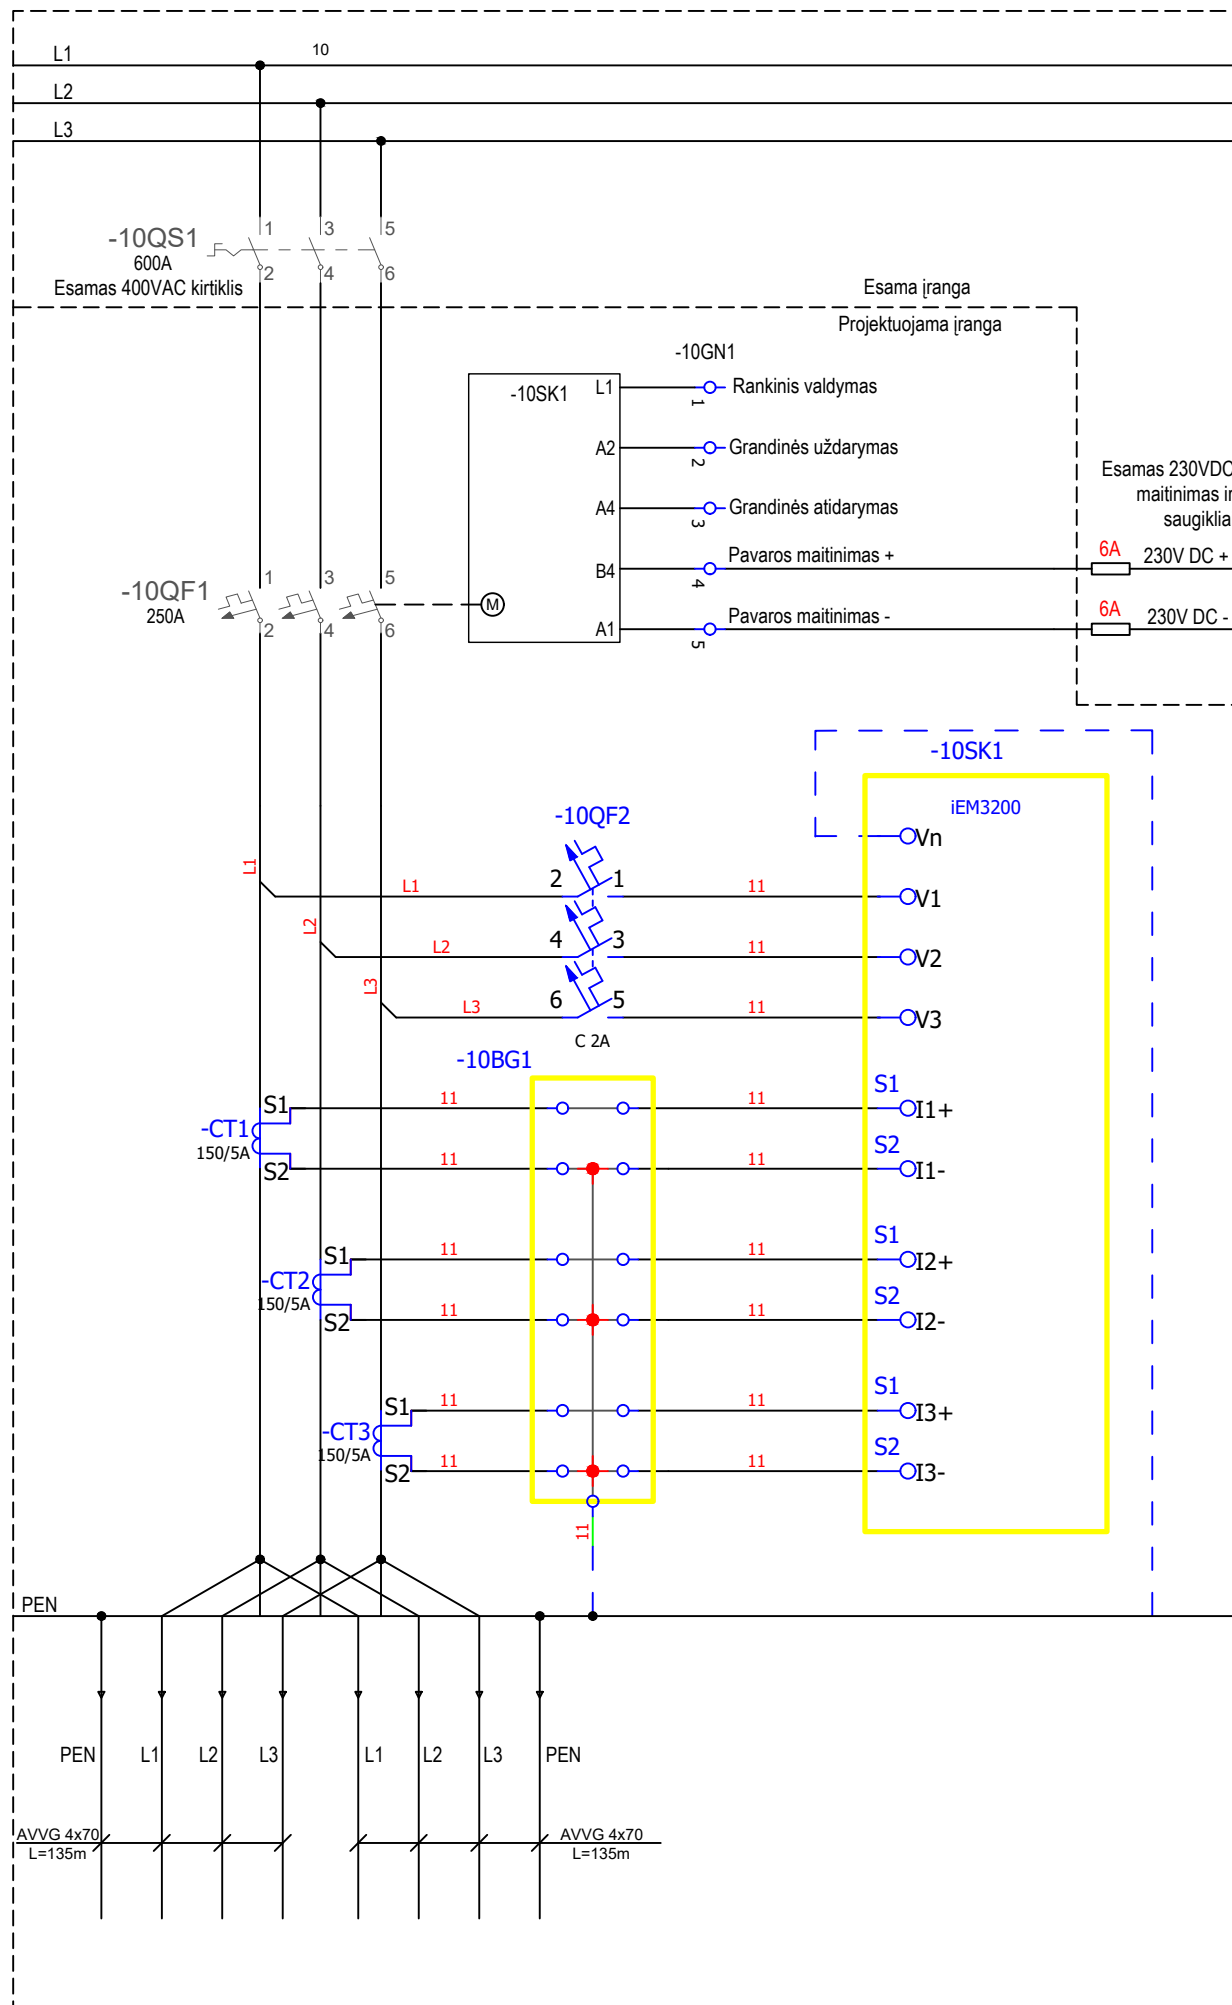 L1
10
L2
L3
-10QS1
600A
Esamas 400VAC kirtiklis
1
3
5
2
4
6
Esama įranga
Projektuojama įranga
-10GN1
-10SK1
L1
1
Rankinis valdymas
A2
2
Grandinės uždarymas
A4
3
Grandinės atidarymas
B4
4
Pavaros maitinimas +
A1
5
Pavaros maitinimas -
M
Esamas 230VDC
maitinimas
6A
230V DC +
6A
230V DC -
-10QF1
250A
1
3
5
2
4
6
-10SK1
iEM3200
Vn
-10QF2
L1
L1
2
1
11
V1
L2
L2
4
3
11
V2
L3
L3
6
5
11
V3
C 2A
-10BG1
S1
11
11
S1
I1+
-CT1
150/5A
S2
11
11
S2
I1-
S1
11
11
S1
I2+
-CT2
150/5A
S2
11
11
S2
I2-
S1
11
11
S1
I3+
-CT3
150/5A
S2
11
11
S2
I3-
11
PEN
PEN
L1
L2
L3
L1
L2
L3
PEN
AVVG 4x70
L=135m
AVVG 4x70
L=135m